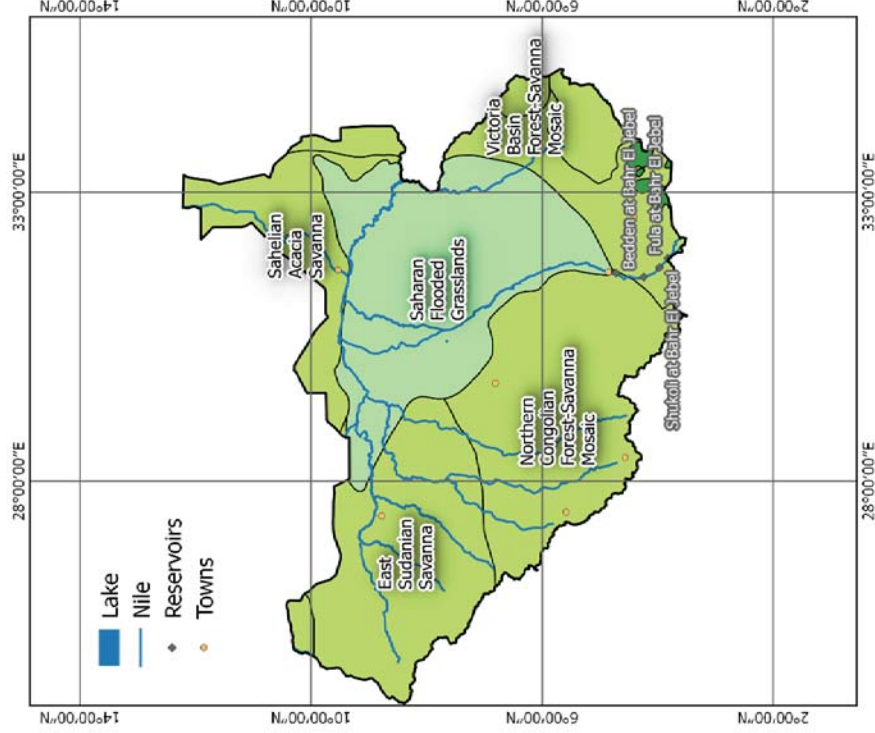 14°00'00"N
10°00'00"N
6°00'00"N
2°00'00"N
33°00'00"E
33°00'00"E
28°00'00"E
28°00'00"E
Sahelian
Acacia
Savanna
Victoria
Basin
Forest-Savanna
Mosaic
Saharan
Flooded
Grasslands
Bedden at Bahr El Jebel
Fula at Bahr El Jebel
Shukoli at Bahr El Jebel
Northern
Congolian
Forest-Savanna
Mosaic
East
Sudanian
Savanna
Lake
Nile
Reservoirs
Towns
14°00'00"N
10°00'00"N
6°00'00"N
2°00'00"N